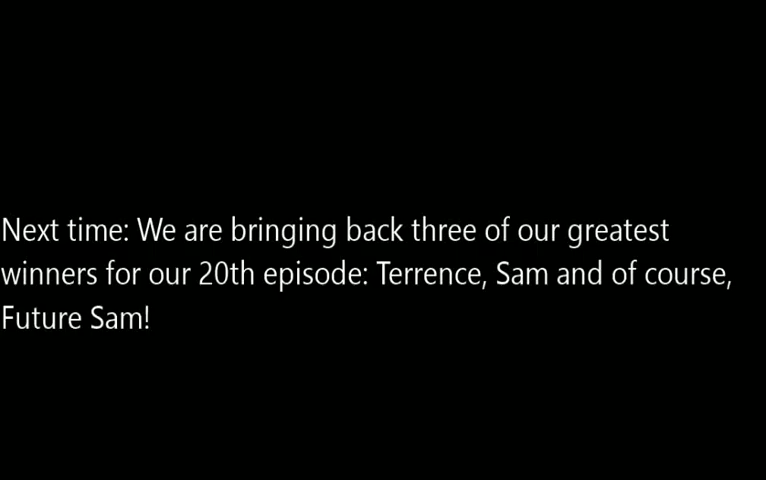 Next time: We are bringing back three of our greatest
winners for our 20th episode: Terrence, Sam and of course,
Future Sam!